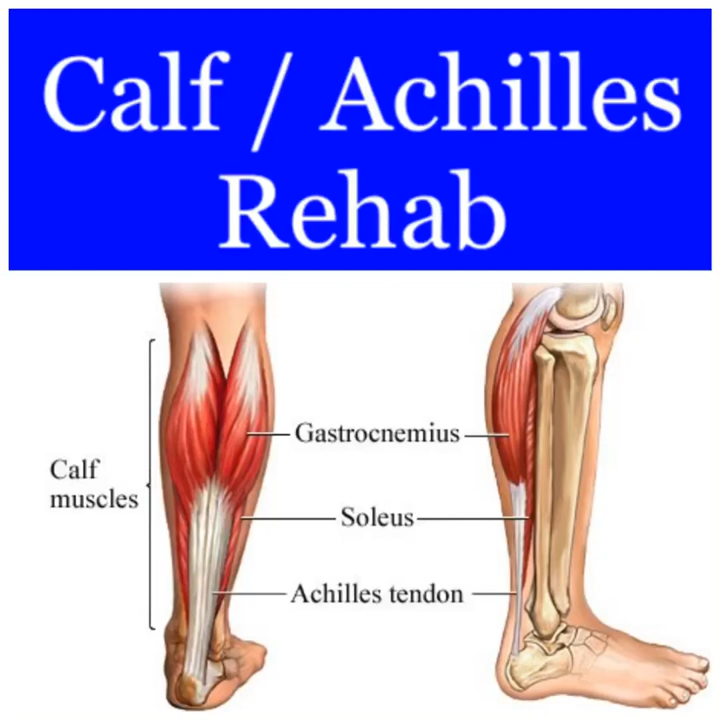 Calf / Achilles
Rehab
Gastrocnemius
Calf
muscles
Soleus
Achilles tendon